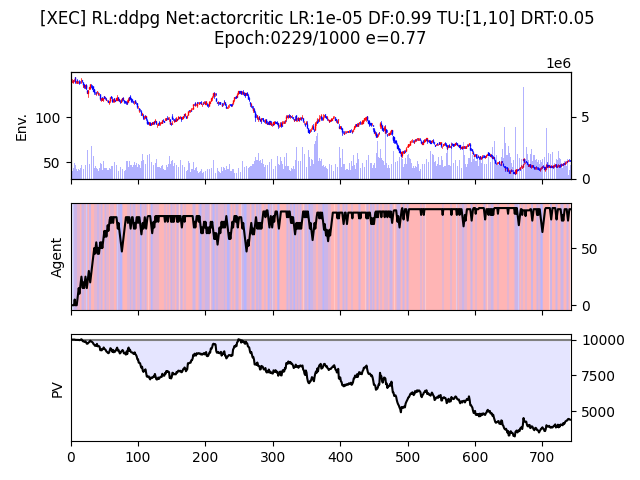 [XEC] RL:ddpg Net:actorcritic LR:1e-05 DF:0.99 TU:[1,10] DRT:0.05
Epoch:0229/1000 e=0.77
1e6
Env.
100
50
5
0
Agent
50
0
PV
10000
7500
5000
0 100 200 300 400 500 600 700